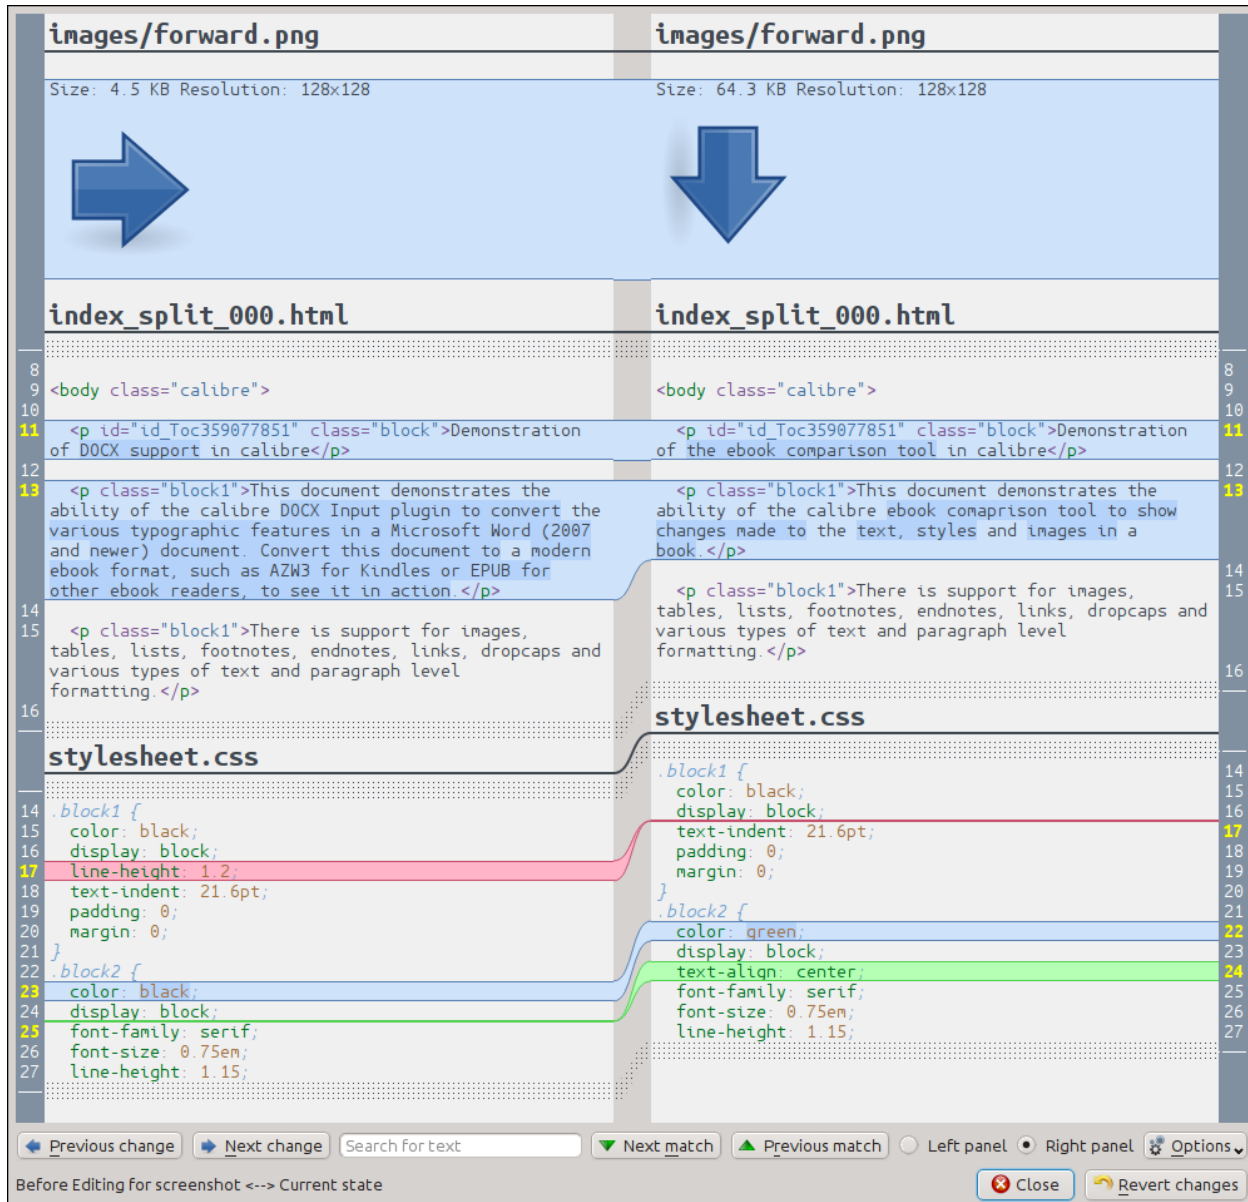 images/forward.png
Size: 4.5 KB Resolution: 128×128
index_split_000.html
8
9 <body class="calibre">
10
11 <p id="id_Toc359077851" class="block">Demonstration
of DOCX support in calibre</p>
12
13 <p class="block1">This document demonstrates the
ability of the calibre DOCX Input plugin to convert the
various typographic features in a Microsoft Word (2007
and newer) document. Convert this document to a modern
ebook format, such as AZW3 for Kindles or EPUB for
other ebook readers, to see it in action.</p>
14
15 <p class="block1">There is support for images,
tables, lists, footnotes, endnotes, links, dropcaps and
various types of text and paragraph level
formatting.</p>
16
stylesheet.css
14 .block1 {
15 color: black;
16 display: block;
17 line-height: 1.2;
18 text-indent: 21.6pt;
19 padding: 0;
20 margin: 0;
21 }
22 .block2 {
23 color: black;
24 display: block;
25 font-family: serif;
26 font-size: 0.75em;
27 line-height: 1.15;
images/forward.png
Size: 64.3 KB Resolution: 128×128
index_split_000.html
8
<body class="calibre"> 9
10
<p id="id_Toc359077851" class="block">Demonstration 11
of the ebook comparison tool in calibre</p>
12
<p class="block1">This document demonstrates the 13
ability of the calibre ebook comaprison tool to show
changes made to the text, styles and images in a
book.</p>
14
<p class="block1">There is support for images, 15
tables, lists, footnotes, endnotes, links, dropcaps and
various types of text and paragraph level
formatting.</p>
16
stylesheet.css
.block1 { 14
color: black; 15
display: block; 16
text-indent: 21.6pt; 17
padding: 0; 18
margin: 0; 19
} 20
.block2 { 21
color: green; 22
display: block; 23
text-align: center; 24
font-family: serif; 25
font-size: 0.75em; 26
line-height: 1.15; 27
Previous change Next change Search for text Next match Previous match Left panel Right panel Options
Before Editing for screenshot <--> Current state Close Revert changes